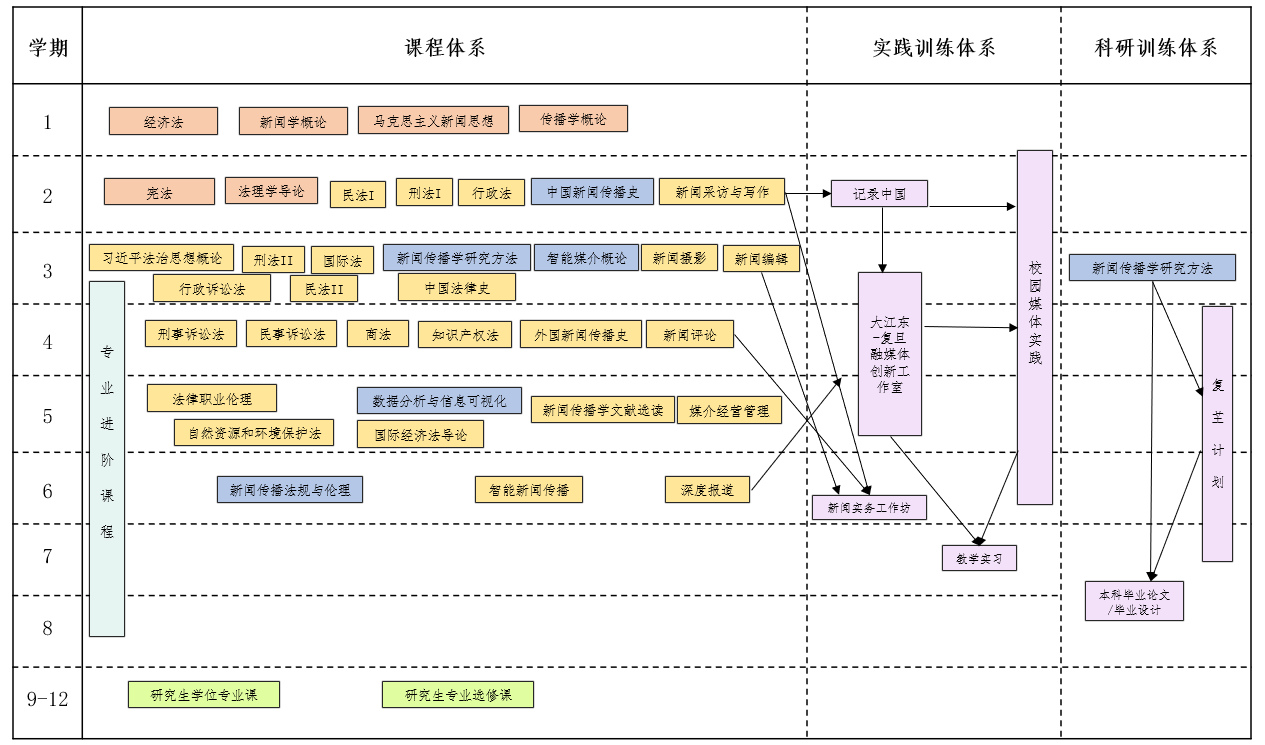 学期
课程体系
实践训练体系
科研训练体系
1
经济法
新闻学概论
马克思主义新闻思想
传播学概论
2
宪法
法理学导论
民法I
刑法I
行政法
中国新闻传播史
新闻采访与写作
记录中国
3
习近平法治思想概论
刑法II
国际法
新闻传播学研究方法
智能媒介概论
新闻摄影
新闻编辑
行政诉讼法
民法II
中国法律史
新闻传播学研究方法
校园媒体实践
大江东
-复旦
融媒体
创新工
作室
专业进阶课程
4
刑事诉讼法
民事诉讼法
商法
知识产权法
外国新闻传播史
新闻评论
复
笁
计
划
5
法律职业伦理
数据分析与信息可视化
新闻传播学文献选读
媒介经营管理
自然资源和环境保护法
国际经济法导论
6
新闻传播法规与伦理
智能新闻传播
深度报道
新闻实务工作坊
7
教学实习
8
本科毕业论文
/毕业设计
9-12
研究生学位专业课
研究生专业选修课